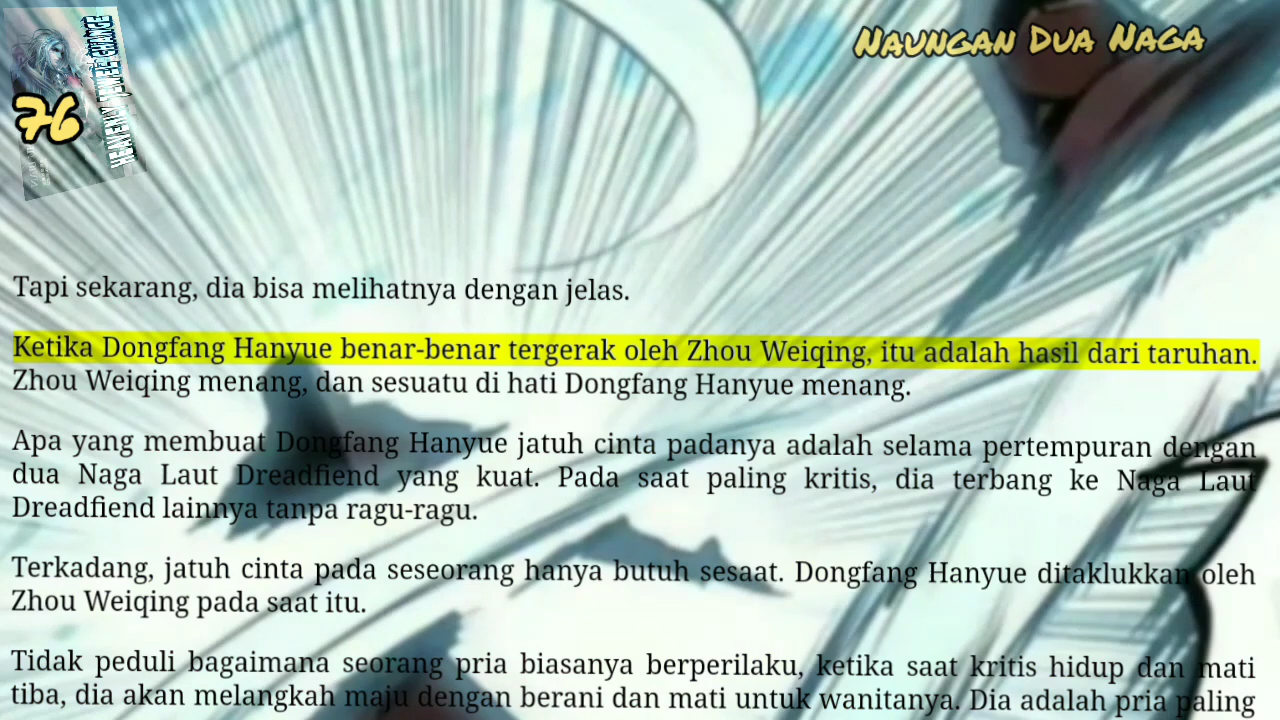 Naungan Dua Naga
76
Tapi sekarang, dia bisa melihatnya dengan jelas.
Ketika Dongfang Hanyue benar-benar tergerak oleh Zhou Weiqing, itu adalah hasil dari taruhan.
Zhou Weiqing menang, dan sesuatu di hati Dongfang Hanyue menang.
Apa yang membuat Dongfang Hanyue jatuh cinta padanya adalah selama pertempuran dengan
dua Naga Laut Dreadfiend yang kuat. Pada saat paling kritis, dia terbang ke Naga Laut
Dreadfiend lainnya tanpa ragu-ragu.
Terkadang, jatuh cinta pada seseorang hanya butuh sesaat. Dongfang Hanyue ditaklukkan oleh
Zhou Weiqing pada saat itu.
Tidak peduli bagaimana seorang pria biasanya berperilaku, ketika saat kritis hidup dan mati
tiba, dia akan melangkah maju dengan berani dan mati untuk wanitanya. Dia adalah pria paling